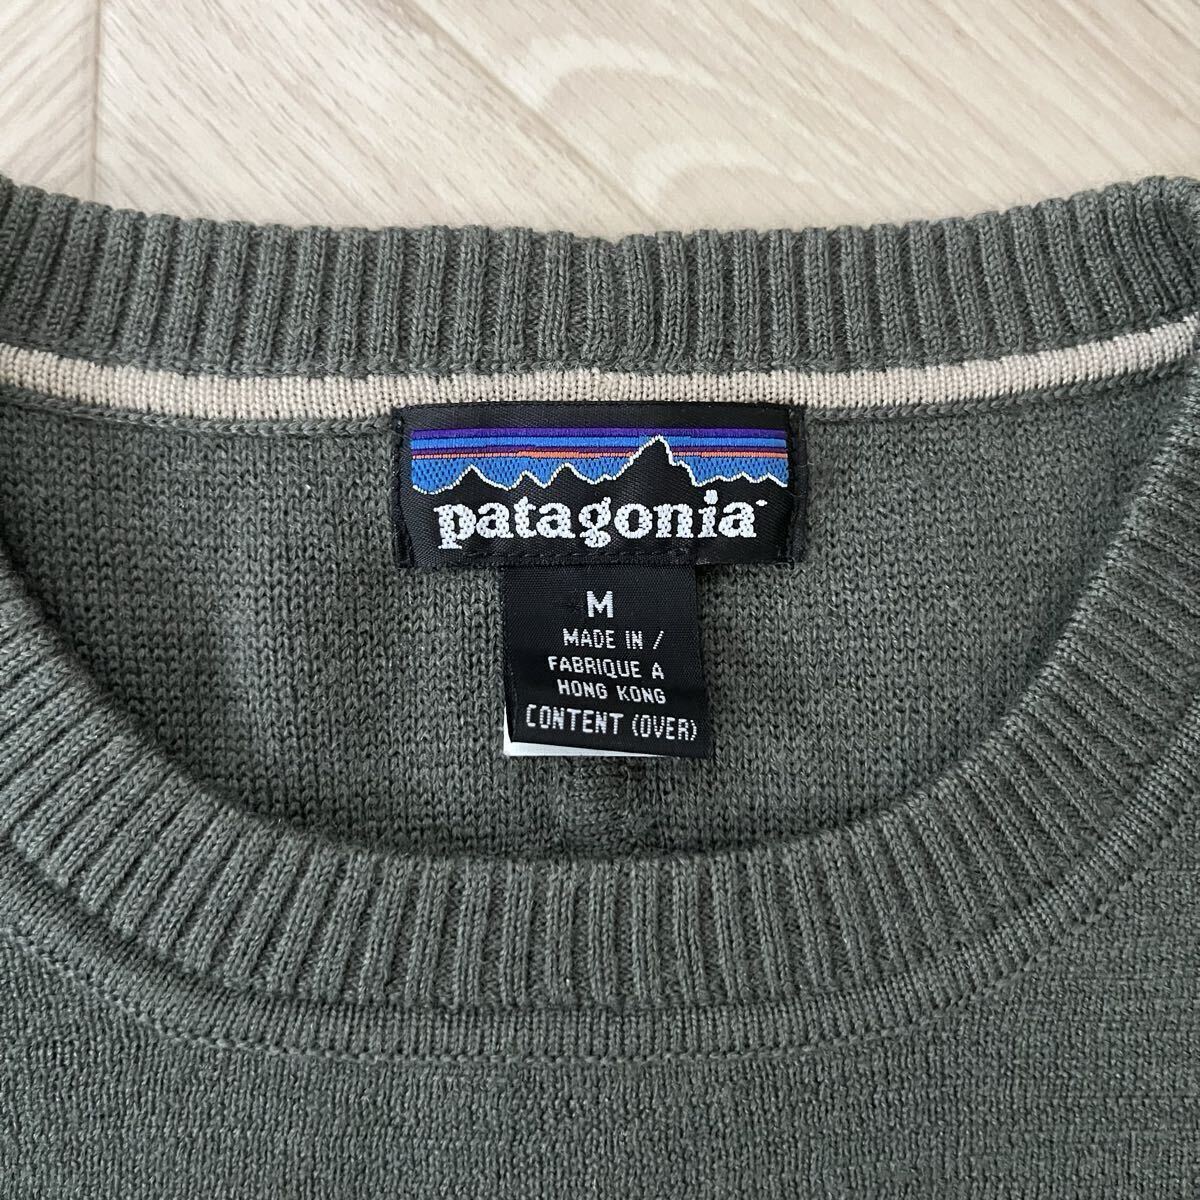 patagonia
M
MADE IN /
FABRIQUE A
HONG KONG
CONTENT (OVER)